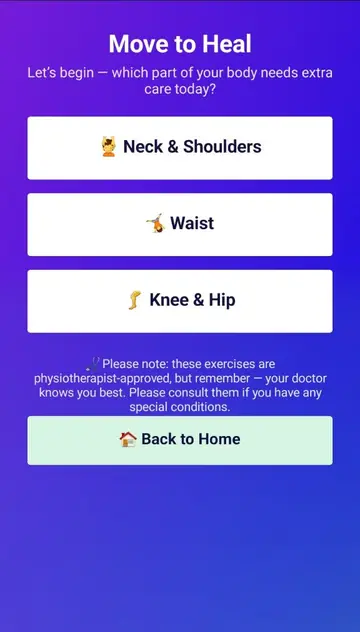 Move to Heal
Let's begin — which part of your body needs extra
care today?
💆 Neck & Shoulders
🤸 Waist
🦵 Knee & Hip
🩺 Please note: these exercises are
physiotherapist-approved, but remember — your doctor
knows you best. Please consult them if you have any
special conditions.
🏠 Back to Home